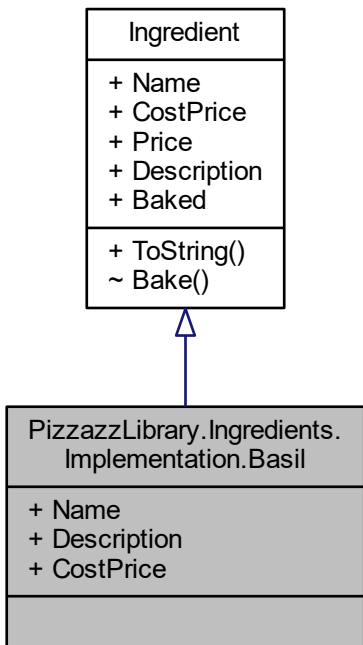 Ingredient
+ Name
+ CostPrice
+ Price
+ Description
+ Baked
+ ToString()
~ Bake()
PizzazzLibrary.Ingredients.
Implementation.Basil
+ Name
+ Description
+ CostPrice